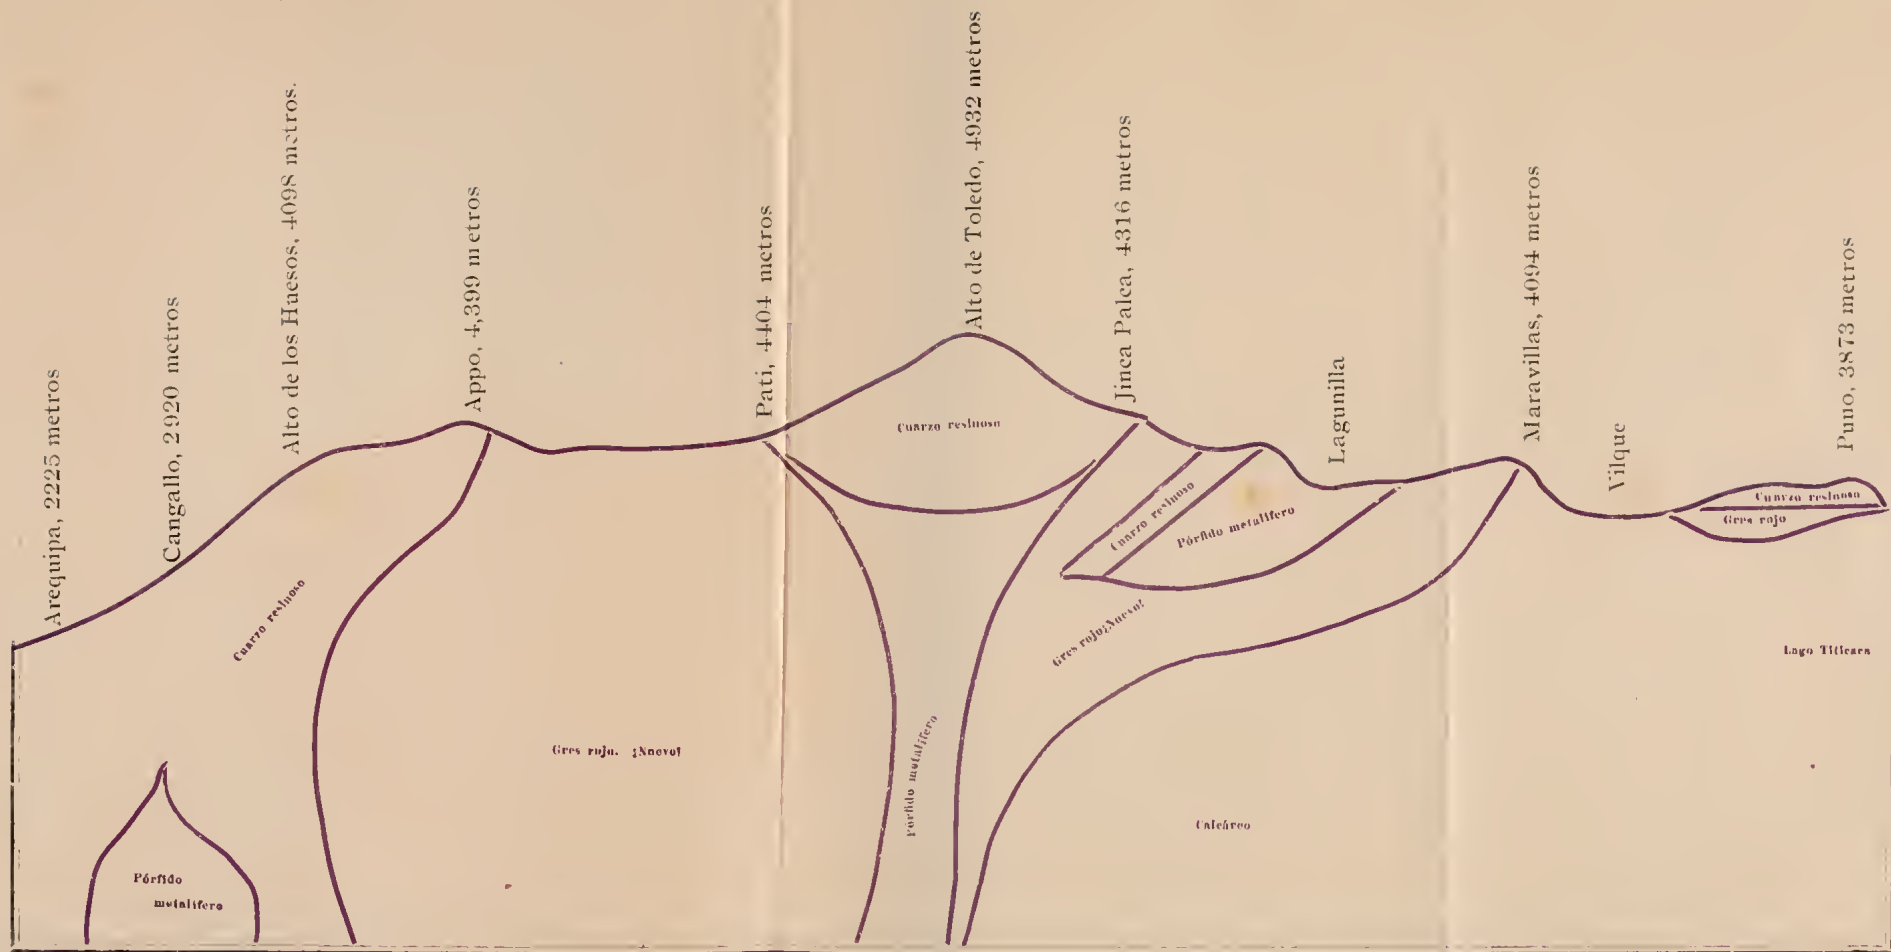 Arequipa, 2225 metros
Cangallo, 2920 metros
Alto de los Huesos, 4098 metros.
Appo, 4,399 metros
Pati, 4404 metros
Alto de Toledo, 4932 metros
Jinca Palca, 4316 metros
Lagunilla
Maravillas, 4094 metros
Vilque
Puno, 3873 metros
Cuarzo resinoso
Cuarzo resinoso
Cuarzo resinoso
Pórfido metalífero
Cuarzo resinoso
Gres rojo
Gres rojo ¡Nuevo!
Lago Titicaca
Gres rojo. ¡Nuevo!
Pórfido metalífero
Calcáreo
Pórfido
metalífero